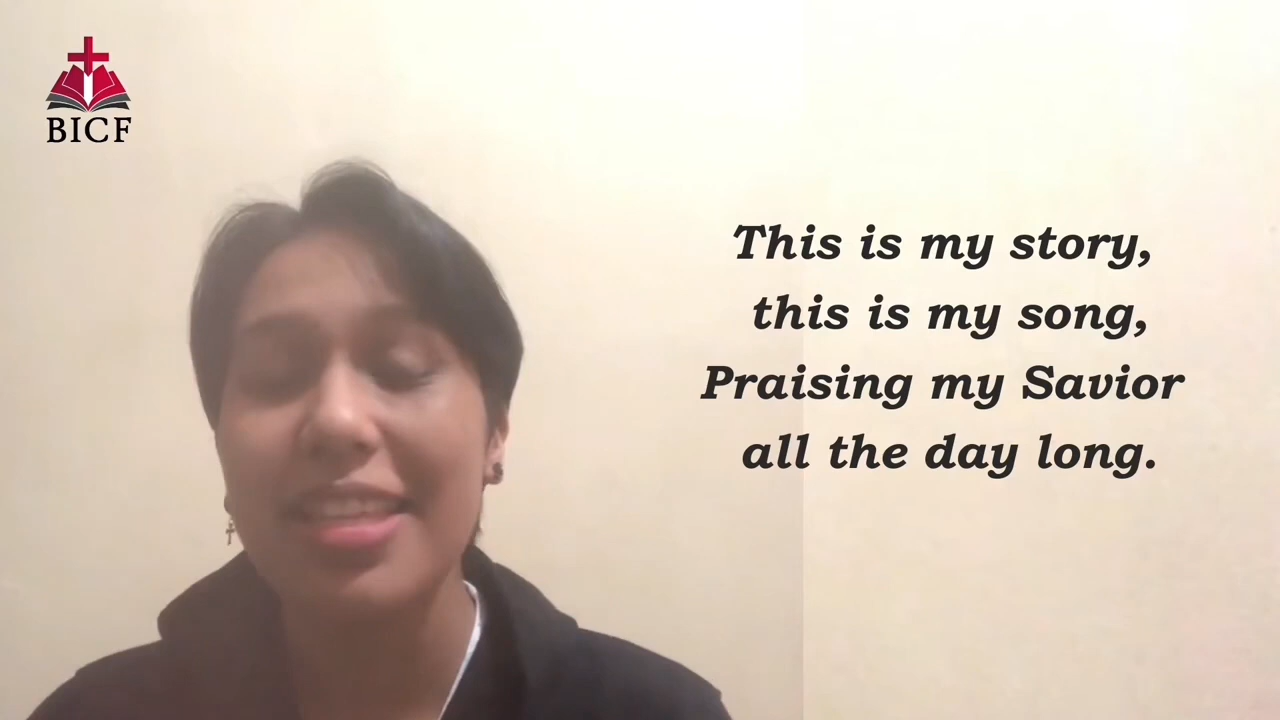 BICF
This is my story,
this is my song,
Praising my Savior
all the day long.